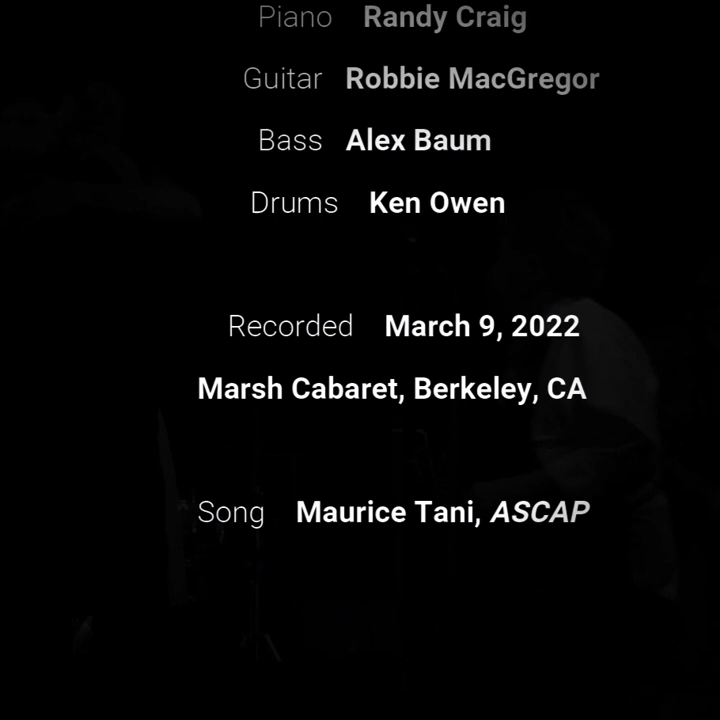 Piano Randy Craig
Guitar Robbie MacGregor
Bass Alex Baum
Drums Ken Owen
Recorded March 9, 2022
Marsh Cabaret, Berkeley, CA
Song Maurice Tani, ASCAP